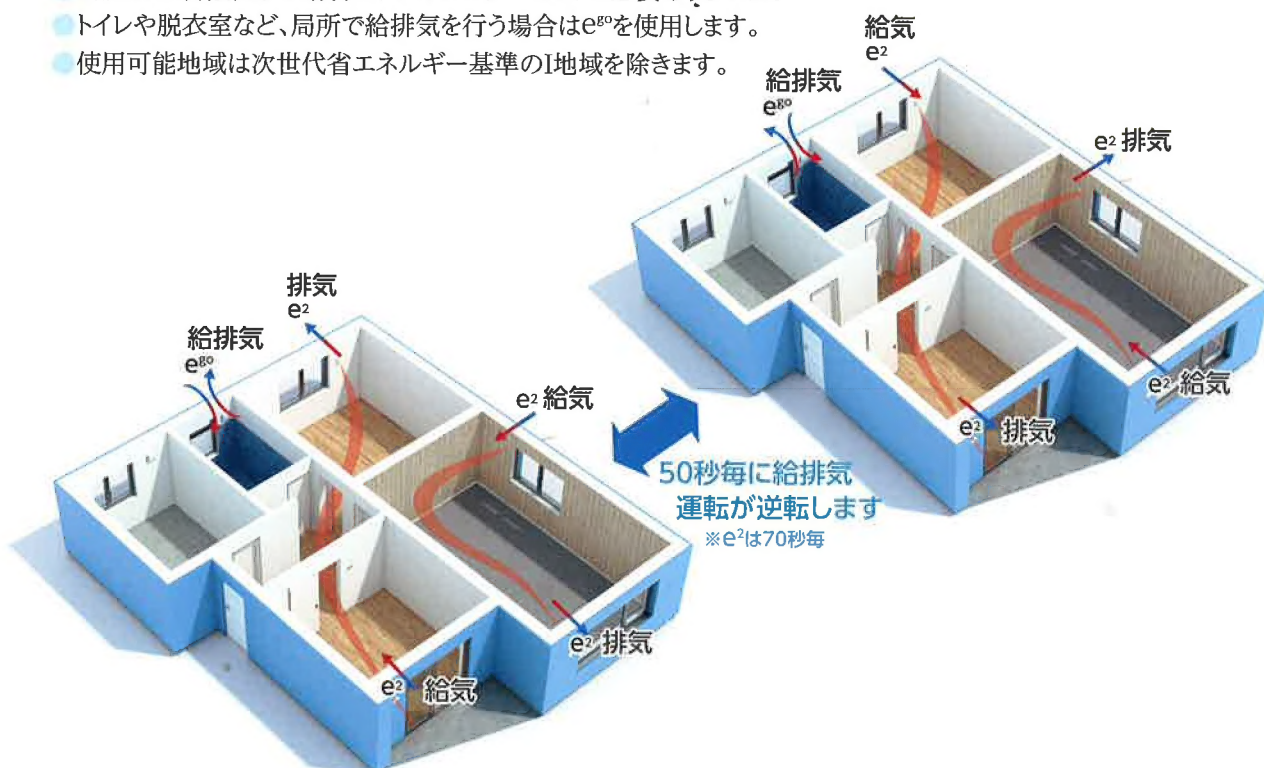 トイレや脱衣室など、局所で給排気を行う場合はeᵍᵒを使用します。
使用可能地域は次世代省エネルギー基準のI地域を除きます。
給気
e²
給排気
eᵍᵒ
e² 排気
e² 給気
e² 排気
排気
e²
給排気
eᵍᵒ
e² 給気
50秒毎に給排気
運転が逆転します
※e²は70秒毎
e² 排気
e² 給気